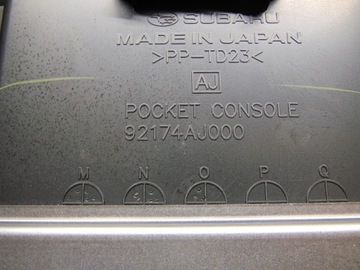 SUBARU
MADE IN JAPAN
>PP-TD23<
AJ
POCKET CONSOLE
92174AJ000
M N O P Q